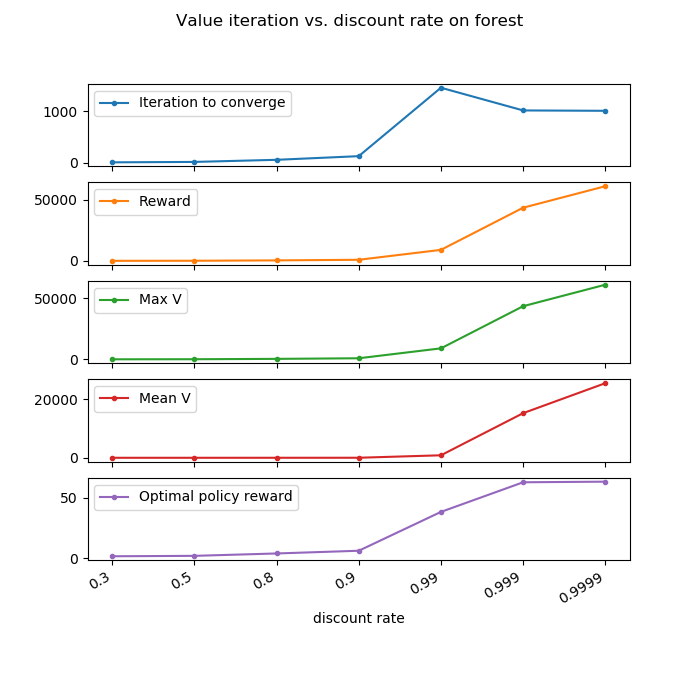 Value iteration vs. discount rate on forest
Iteration to converge
1000
0
Reward
50000
0
Max V
50000
0
Mean V
20000
0
Optimal policy reward
50
0
0.3 0.5 0.8 0.9 0.99 0.999 0.9999
discount rate